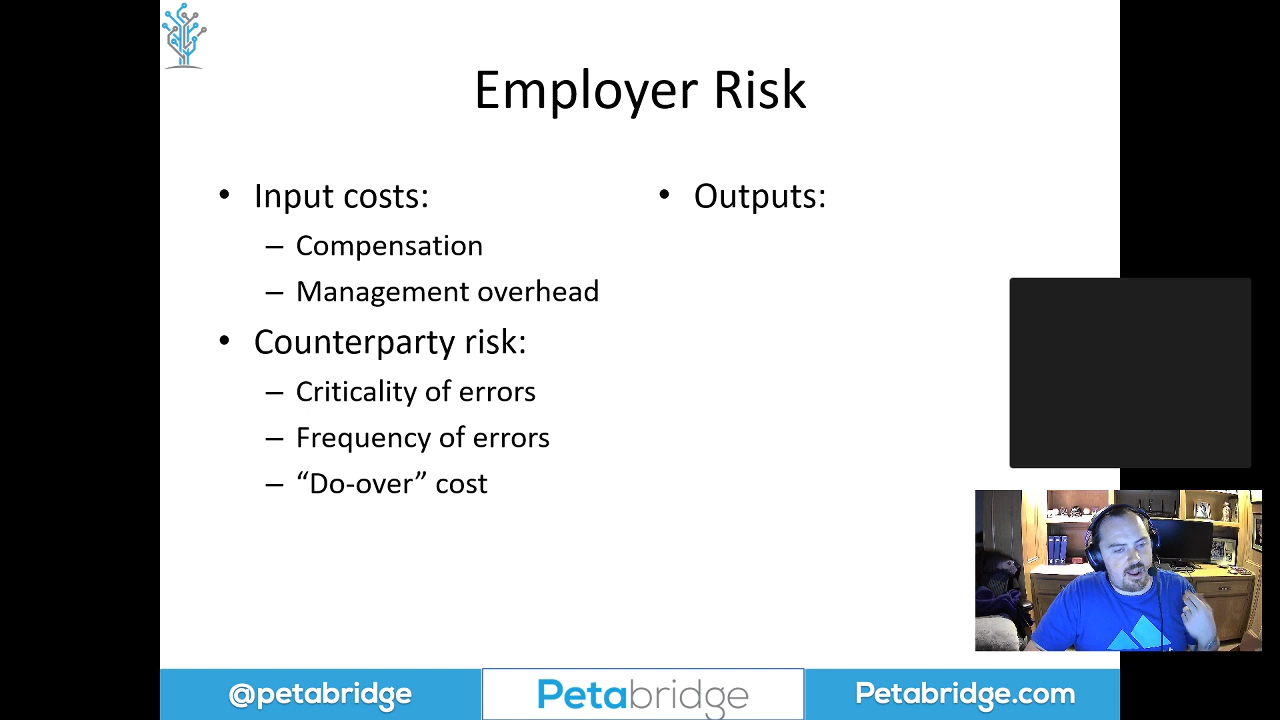 Employer Risk
• Input costs:
– Compensation
– Management overhead
• Counterparty risk:
– Criticality of errors
– Frequency of errors
– “Do-over” cost
• Outputs:
@petabridge
Petabridge
Petabridge.com